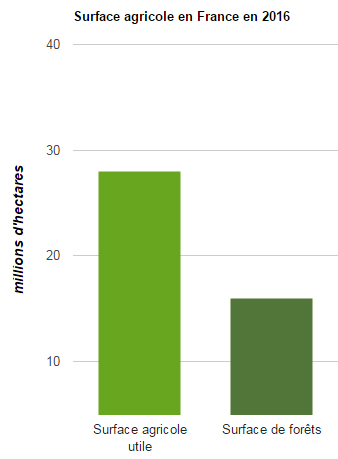 Surface agricole en France en 2016
40
30
20
10
millions d'hectares
Surface agricole
utile
Surface de forêts